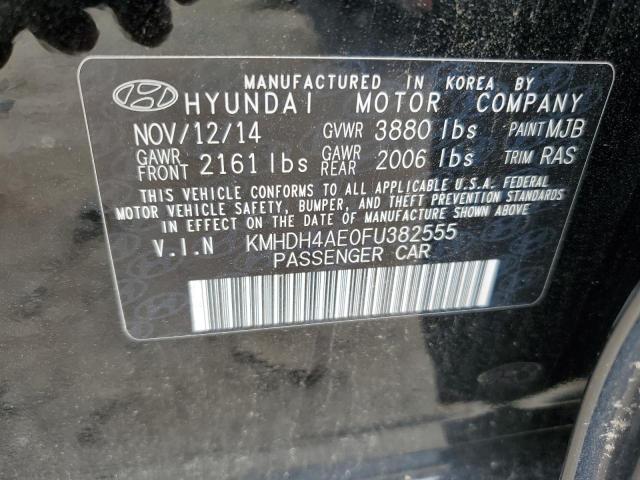 MANUFACTURED IN KOREA BY
HYUNDAI MOTOR COMPANY
NOV/12/14 GVWR 3880 lbs PAINT MJB
GAWR FRONT 2161 lbs GAWR REAR 2006 lbs TRIM RAS
THIS VEHICLE CONFORMS TO ALL APPLICABLE U.S.A. FEDERAL
MOTOR VEHICLE SAFETY, BUMPER, AND THEFT PREVENTION STANDARDS
IN EFFECT ON THE DATE OF MANUFACTURE SHOWN ABOVE.
V.I.N KMHDH4AE0FU382555
PASSENGER CAR